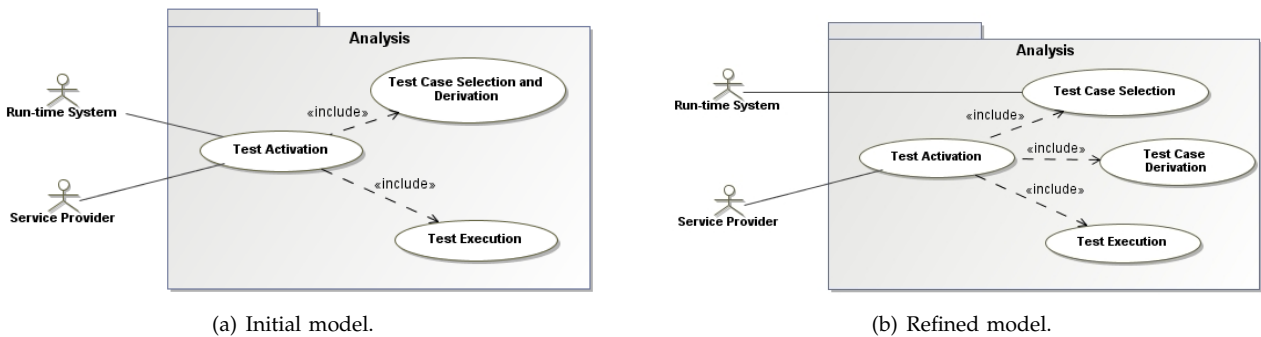 Analysis
Run-time System
Service Provider
Test Case Selection and
Derivation
«include»
Test Activation
«include»
Test Execution
(a) Initial model.
Analysis
Run-time System
Service Provider
Test Case Selection
«include»
Test Activation
«include»
Test Case
Derivation
«include»
Test Execution
(b) Refined model.